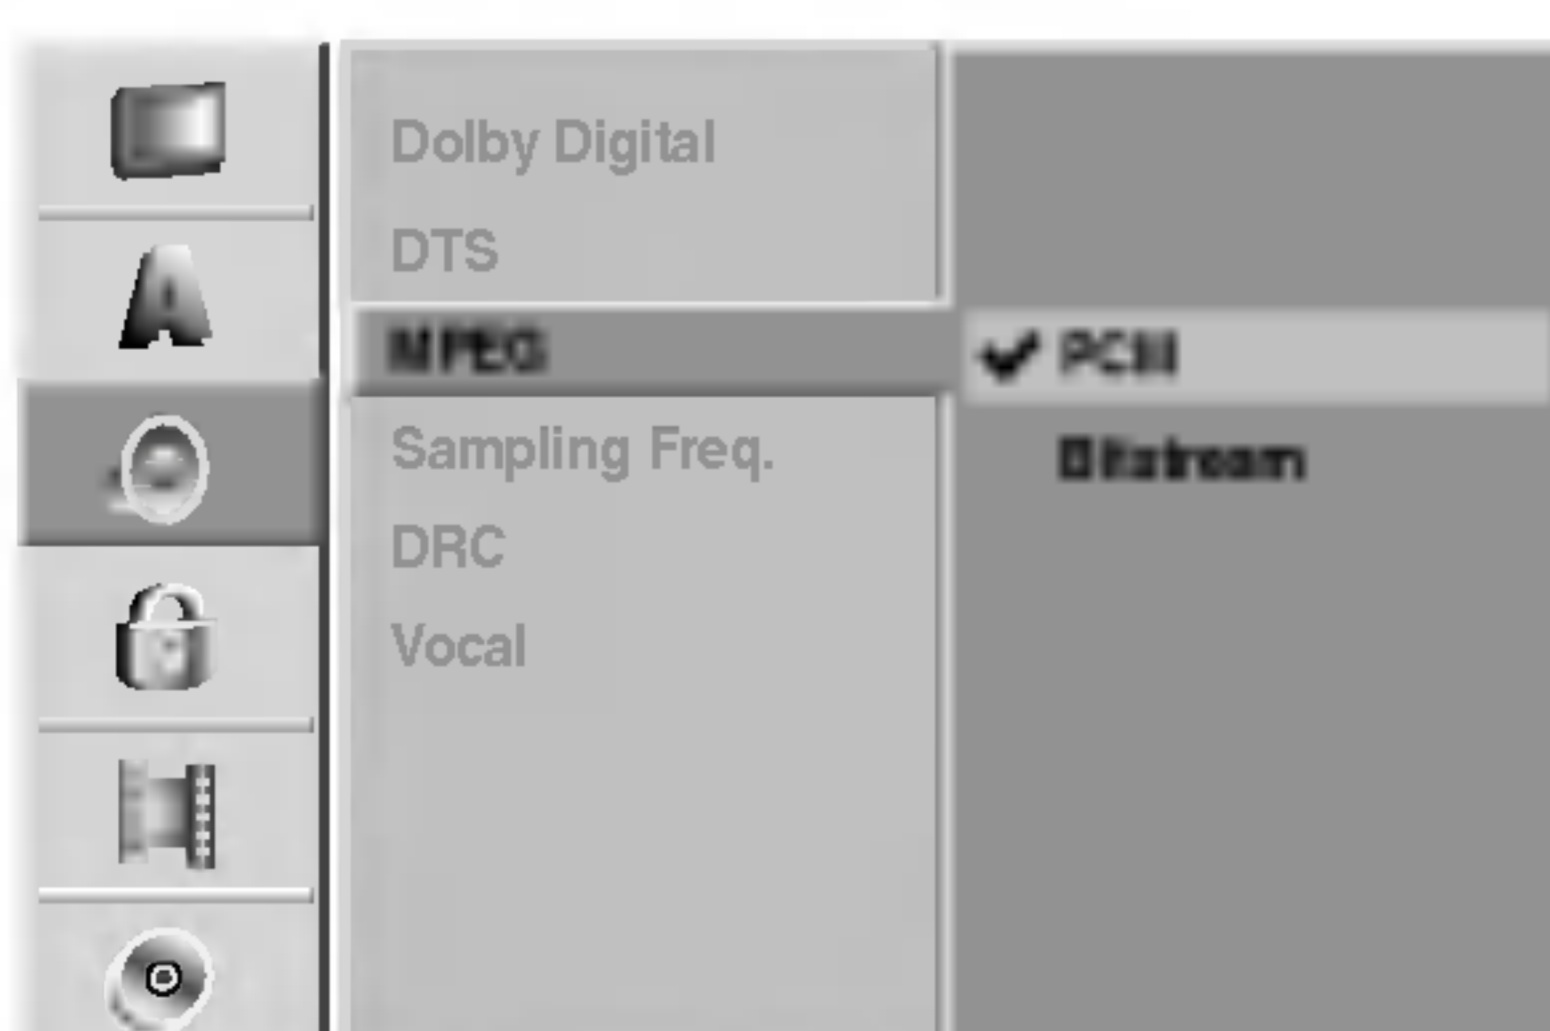 Dolby Digital
DTS
MPEG
PCM
Sampling Freq.
Bitstream
DRC
Vocal